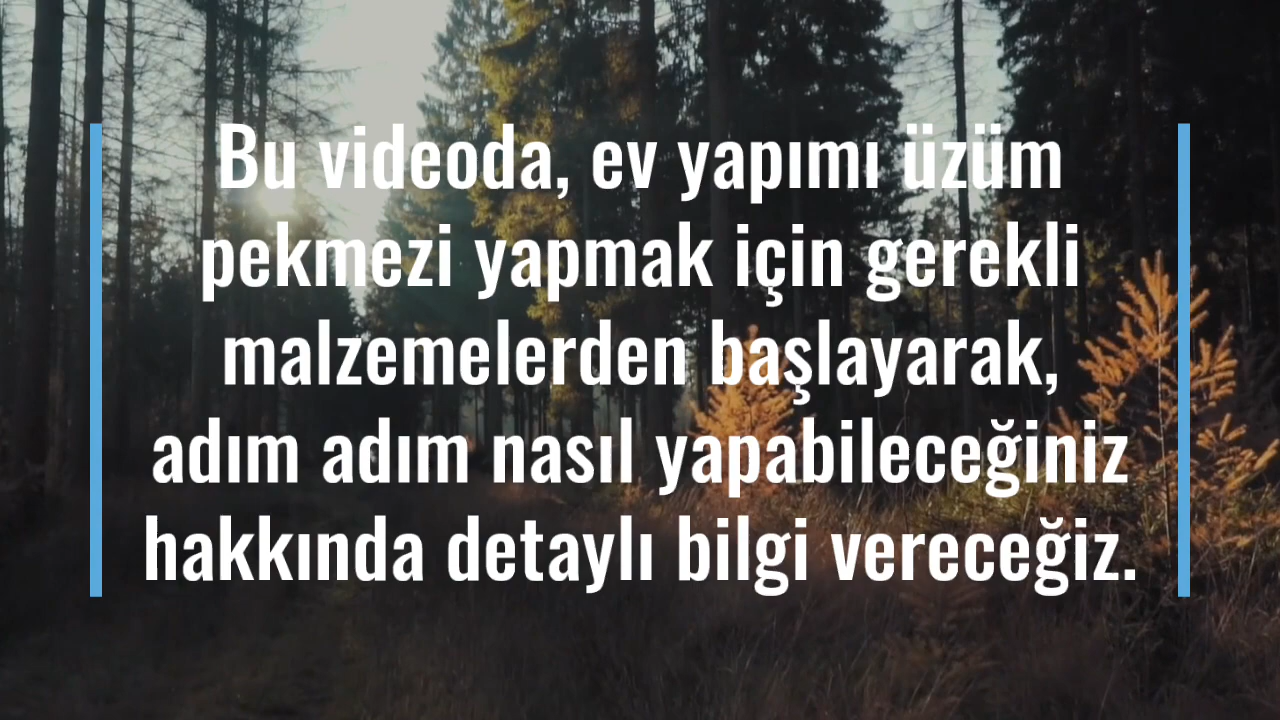 Bu videoda, ev yapımı üzüm
pekmezi yapmak için gerekli
malzemelerden başlayarak,
adım adım nasıl yapabileceğiniz
hakkında detaylı bilgi vereceğiz.